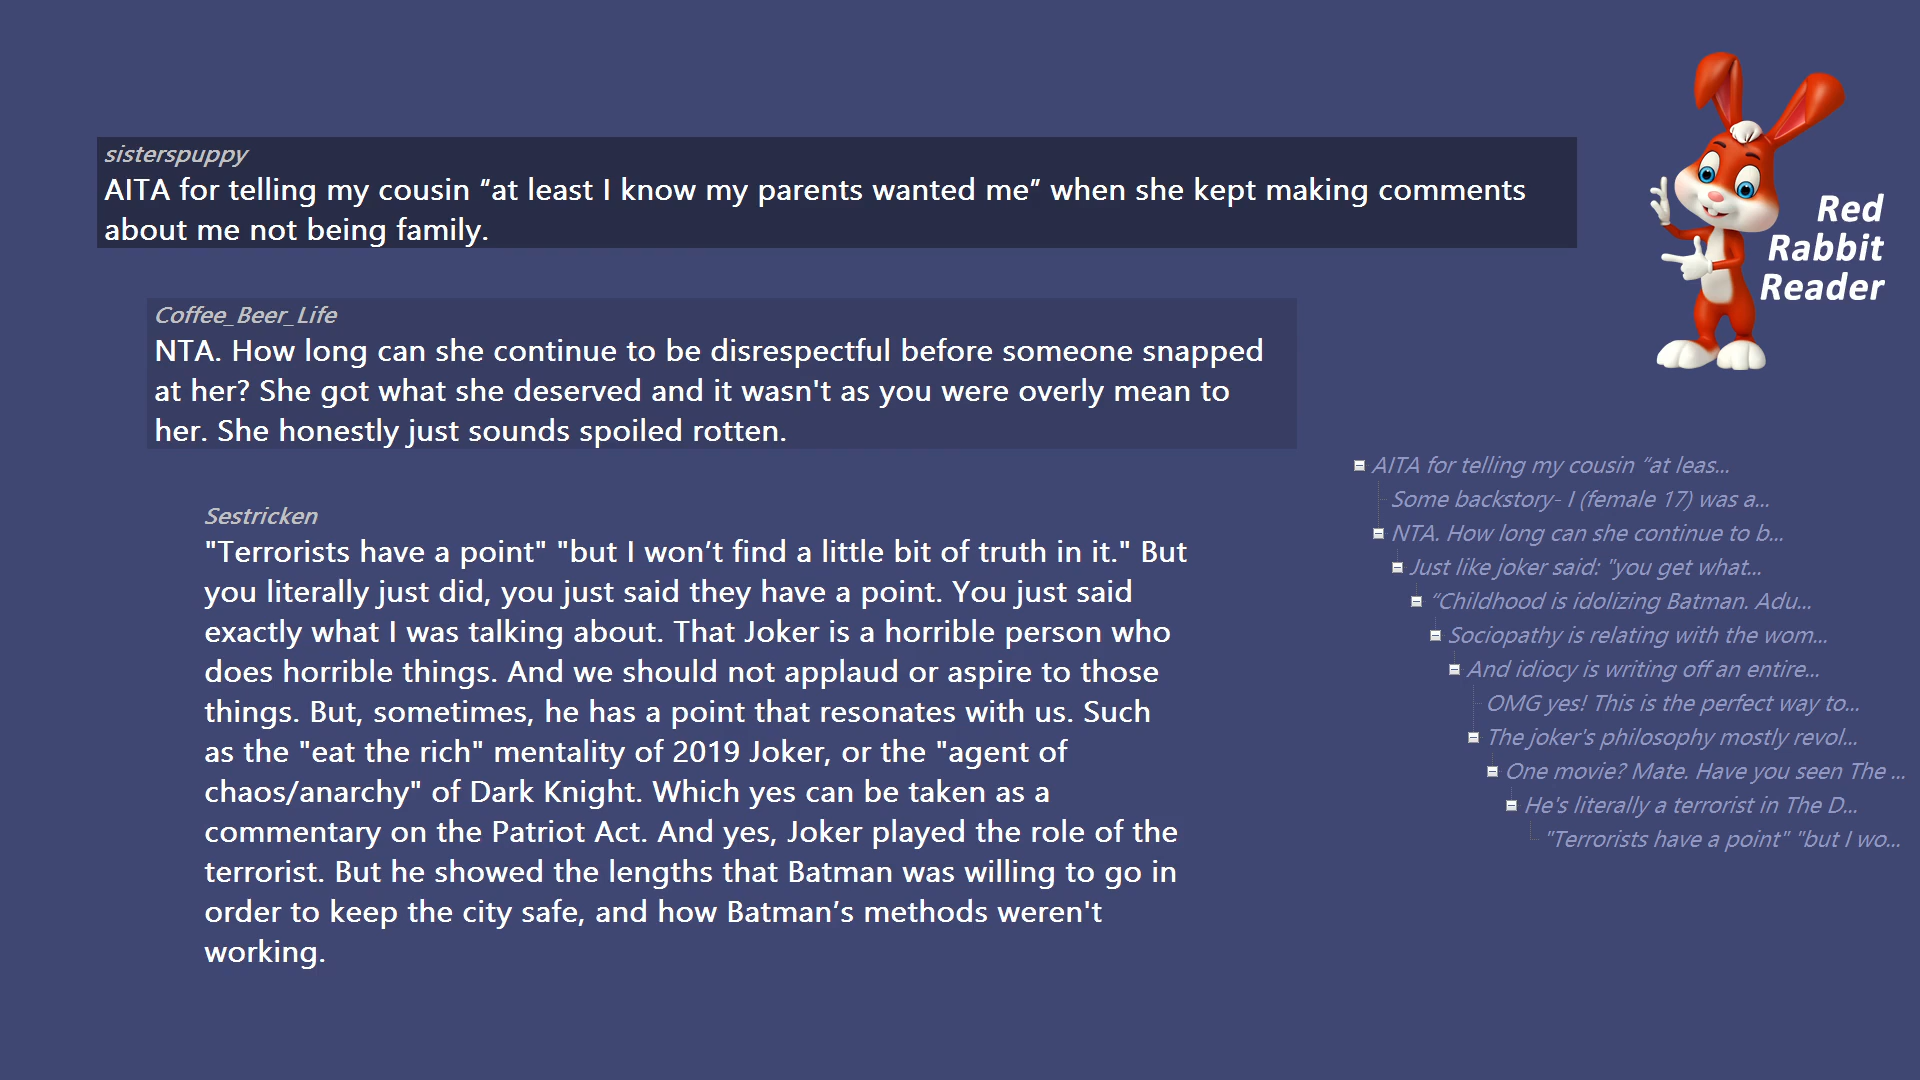 sisterspuppy
AITA for telling my cousin “at least I know my parents wanted me” when she kept making comments
about me not being family.
Coffee_Beer_Life
NTA. How long can she continue to be disrespectful before someone snapped
at her? She got what she deserved and it wasn't as you were overly mean to
her. She honestly just sounds spoiled rotten.
Sestricken
"Terrorists have a point" "but I won’t find a little bit of truth in it." But
you literally just did, you just said they have a point. You just said
exactly what I was talking about. That Joker is a horrible person who
does horrible things. And we should not applaud or aspire to those
things. But, sometimes, he has a point that resonates with us. Such
as the "eat the rich" mentality of 2019 Joker, or the "agent of
chaos/anarchy" of Dark Knight. Which yes can be taken as a
commentary on the Patriot Act. And yes, Joker played the role of the
terrorist. But he showed the lengths that Batman was willing to go in
order to keep the city safe, and how Batman’s methods weren't
working.
Red
Rabbit
Reader
AITA for telling my cousin “at leas...
Some backstory- I (female 17) was a...
NTA. How long can she continue to b...
Just like joker said: "you get what...
“Childhood is idolizing Batman. Adu...
Sociopathy is relating with the wom...
And idiocy is writing off an entire...
OMG yes! This is the perfect way to...
The joker's philosophy mostly revol...
One movie? Mate. Have you seen The ...
He's literally a terrorist in The D...
"Terrorists have a point" "but I wo...